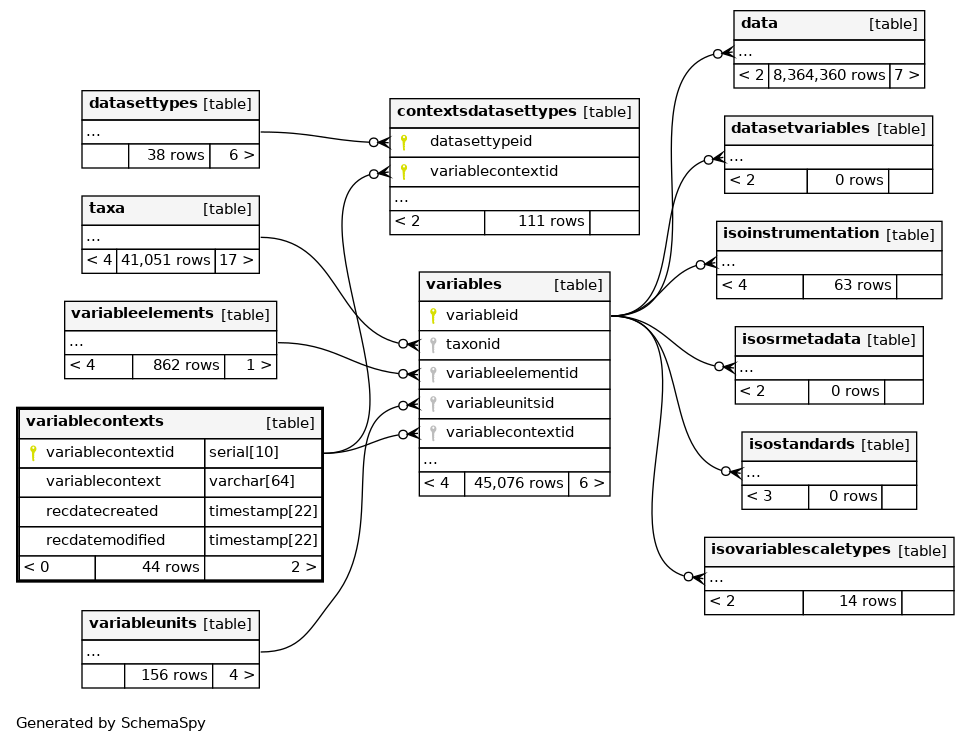 data [table]
...
< 2 8,364,360 rows 7 >
datasettypes [table]
...
38 rows 6 >
contextsdatasettypes [table]
datasettypeid
variablecontextid
...
< 2 111 rows
datasetvariables [table]
...
< 2 0 rows
taxa [table]
...
< 4 41,051 rows 17 >
isoinstrumentation [table]
...
< 4 63 rows
variables [table]
variableid
taxonid
variableelementid
variableunitsid
variablecontextid
...
< 4 45,076 rows 6 >
variableelements [table]
...
< 4 862 rows 1 >
isosrmetadata [table]
...
< 2 0 rows
variablecontexts [table]
variablecontextid serial[10]
variablecontext varchar[64]
recdatecreated timestamp[22]
recdatemodified timestamp[22]
< 0 44 rows 2 >
isostandards [table]
...
< 3 0 rows
isovariablescaletypes [table]
...
< 2 14 rows
variableunits [table]
...
156 rows 4 >
Generated by SchemaSpy